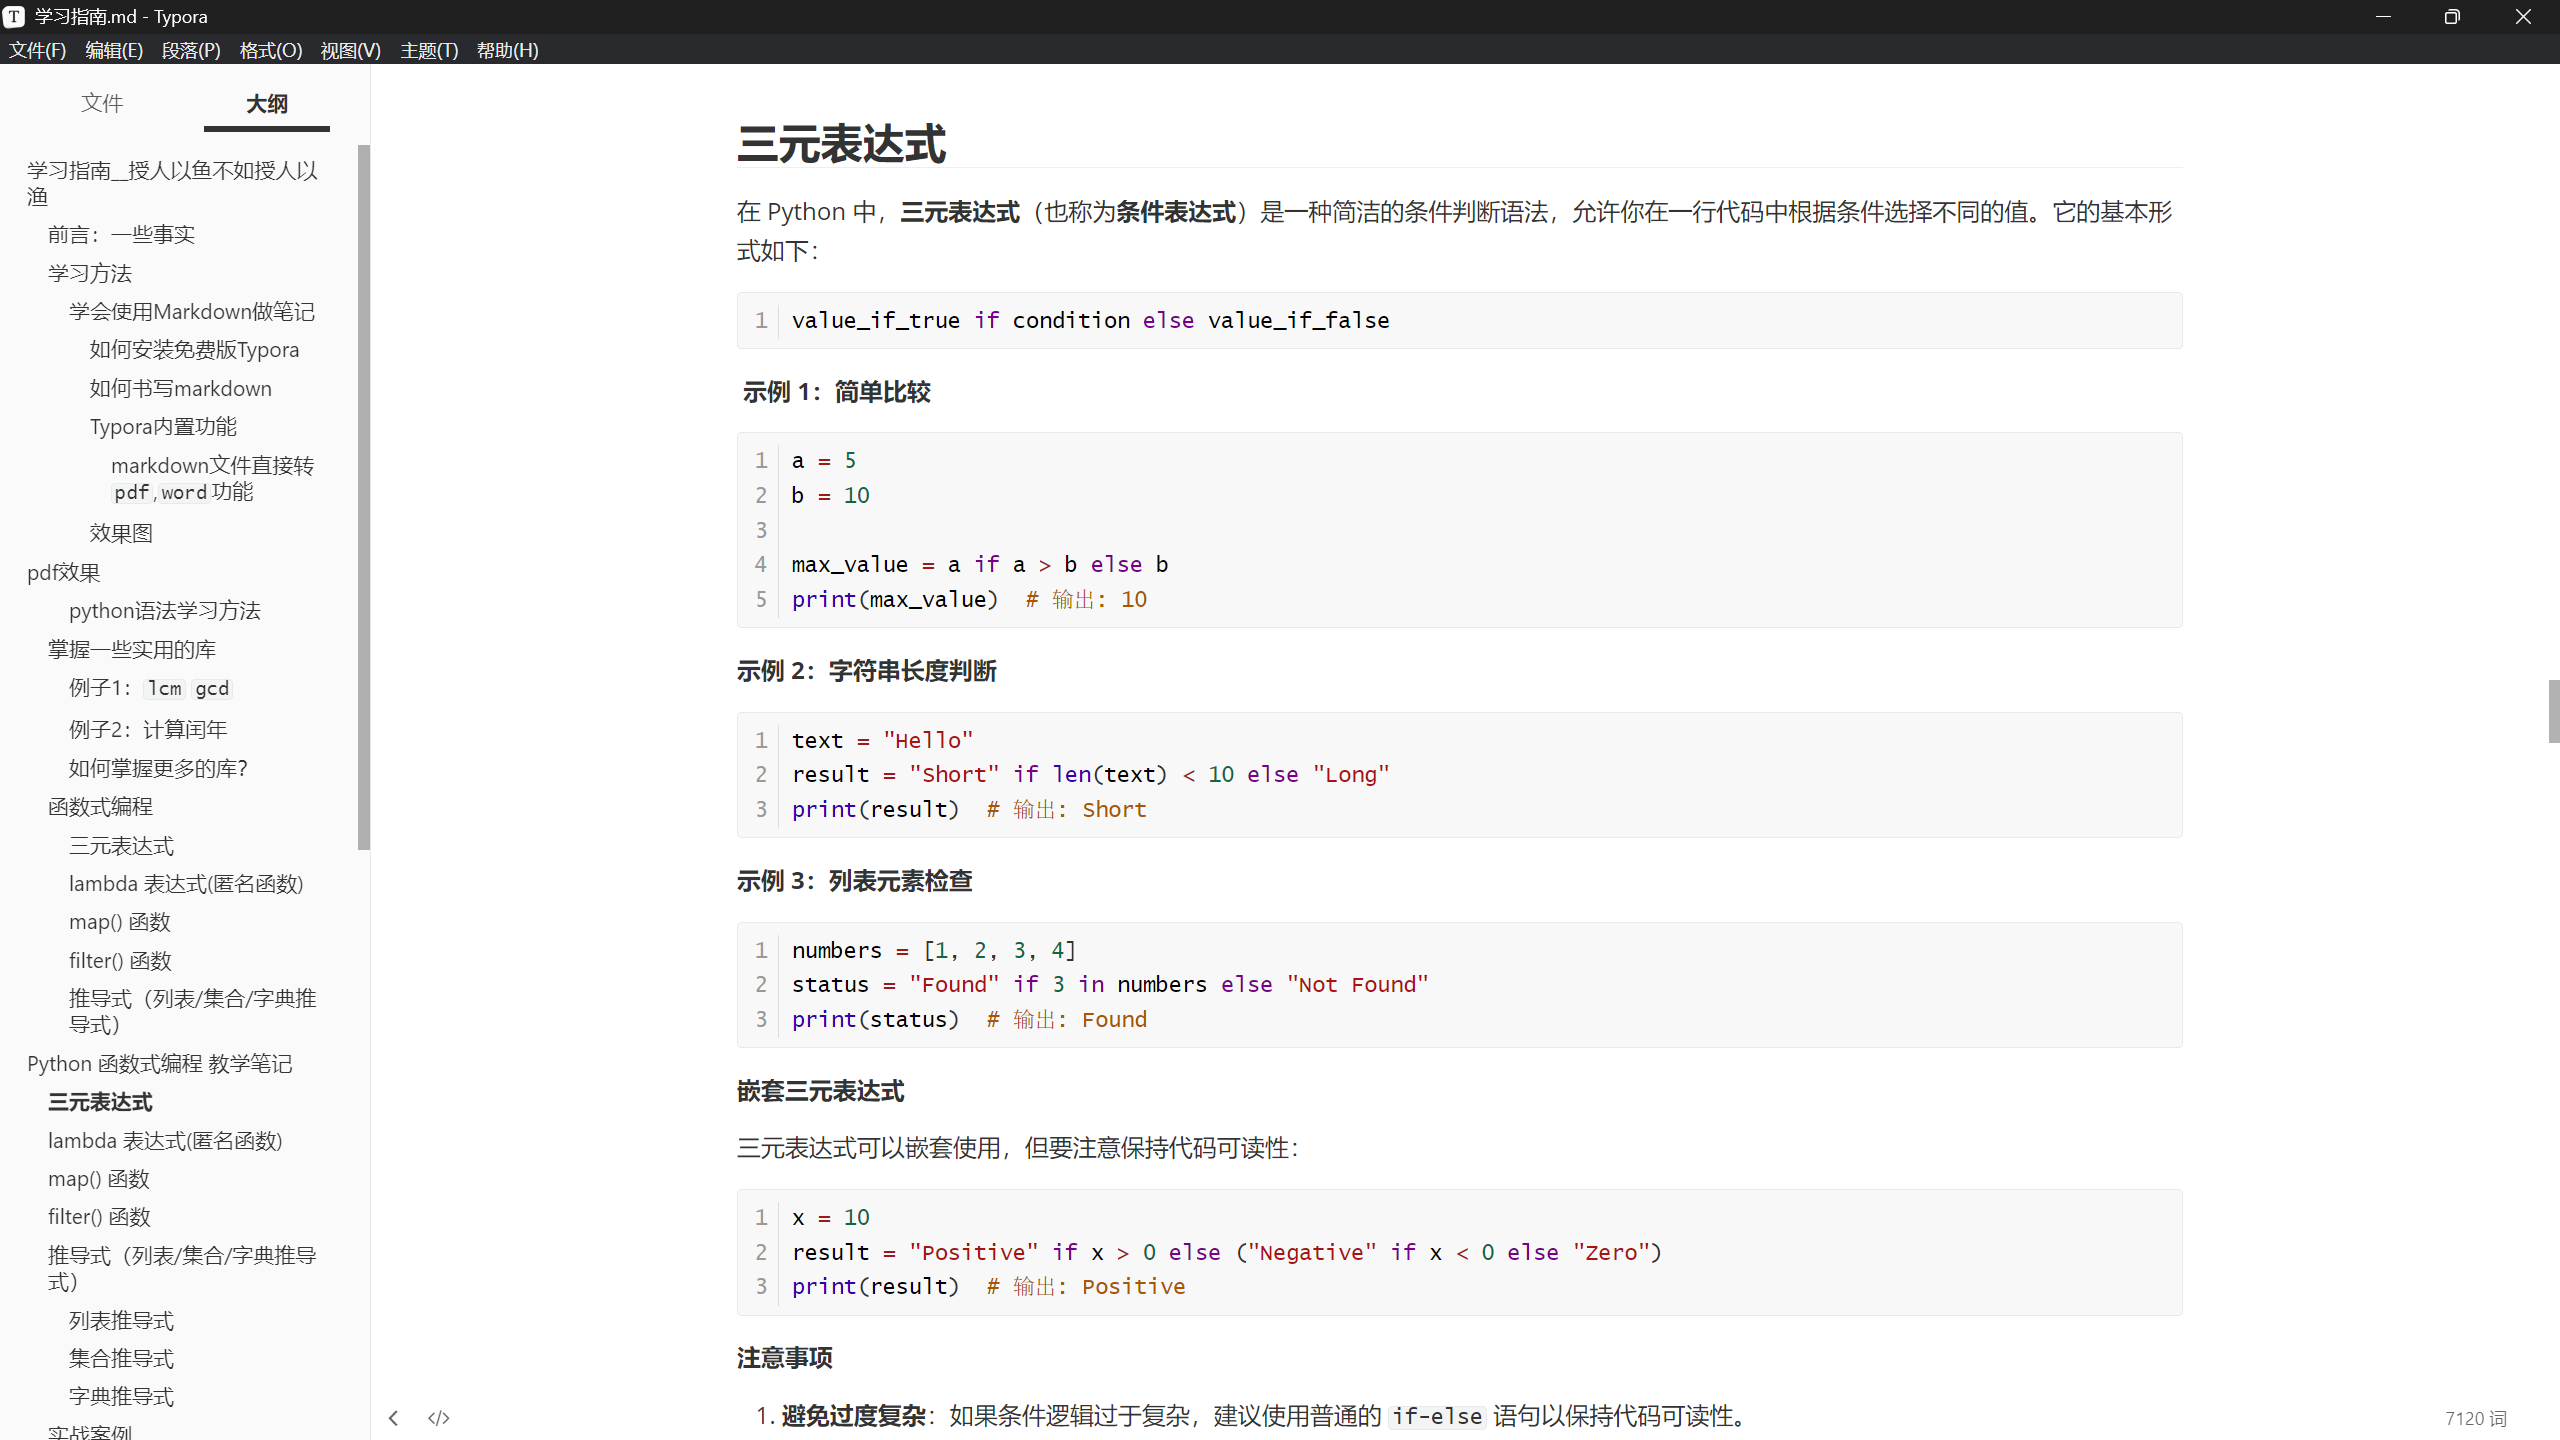 学习指南.md - Typora
文件(F) 编辑(E) 段落(P) 格式(O) 视图(V) 主题(T) 帮助(H)
文件 大纲
学习指南__授人以鱼不如授人以
渔
前言：一些事实
学习方法
学会使用Markdown做笔记
如何安装免费版Typora
如何书写markdown
Typora内置功能
markdown文件直接转
pdf,word功能
效果图
pdf效果
python语法学习方法
掌握一些实用的库
例子1：lcm gcd
例子2：计算闰年
如何掌握更多的库？
函数式编程
三元表达式
lambda 表达式(匿名函数)
map() 函数
filter() 函数
推导式（列表/集合/字典推
导式）
Python 函数式编程 教学笔记
三元表达式
lambda 表达式(匿名函数)
map() 函数
filter() 函数
推导式（列表/集合/字典推导
式）
列表推导式
集合推导式
字典推导式
实战案例
三元表达式
在 Python 中，三元表达式（也称为条件表达式）是一种简洁的条件判断语法，允许你在一行代码中根据条件选择不同的值。它的基本形
式如下：
1 value_if_true if condition else value_if_false
示例 1：简单比较
1 a = 5
2 b = 10
3
4 max_value = a if a > b else b
5 print(max_value)  # 输出: 10
示例 2：字符串长度判断
1 text = "Hello"
2 result = "Short" if len(text) < 10 else "Long"
3 print(result)  # 输出: Short
示例 3：列表元素检查
1 numbers = [1, 2, 3, 4]
2 status = "Found" if 3 in numbers else "Not Found"
3 print(status)  # 输出: Found
嵌套三元表达式
三元表达式可以嵌套使用，但要注意保持代码可读性：
1 x = 10
2 result = "Positive" if x > 0 else ("Negative" if x < 0 else "Zero")
3 print(result)  # 输出: Positive
注意事项
1. 避免过度复杂：如果条件逻辑过于复杂，建议使用普通的 if-else 语句以保持代码可读性。
7120 词